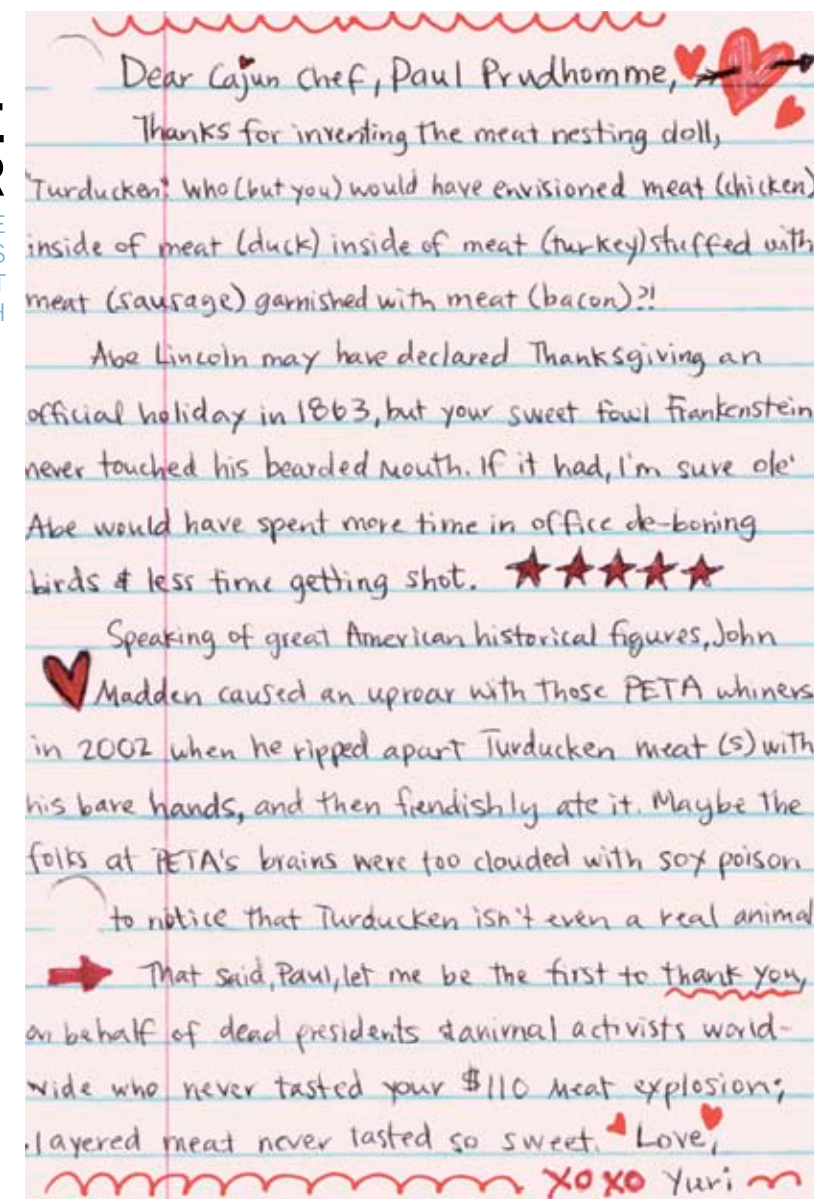 Dear Cajun Chef, Paul Prudhomme,
Thanks for inventing the meat nesting doll,
"Turducken". Who (but you) would have envisioned meat (chicken)
inside of meat (duck) inside of meat (turkey) stuffed with
meat (sausage) garnished with meat (bacon)?!
Abe Lincoln may have declared Thanksgiving an
official holiday in 1863, but your sweet fowl Frankenstein
never touched his bearded mouth. If it had, I'm sure ole'
Abe would have spent more time in office de-boning
birds & less time getting shot. ★★★★★
Speaking of great American historical figures, John
Madden caused an uproar with those PETA whiners
in 2002 when he ripped apart Turducken meat(s) with
his bare hands, and then fiendishly ate it. Maybe the
folks at PETA's brains were too clouded with soy poison
to notice that Turducken isn't even a real animal
That said, Paul, let me be the first to thank you,
on behalf of dead presidents & animal activists world-
wide who never tasted your $110 meat explosion;
layered meat never tasted so sweet. Love,
XOXO Yuri